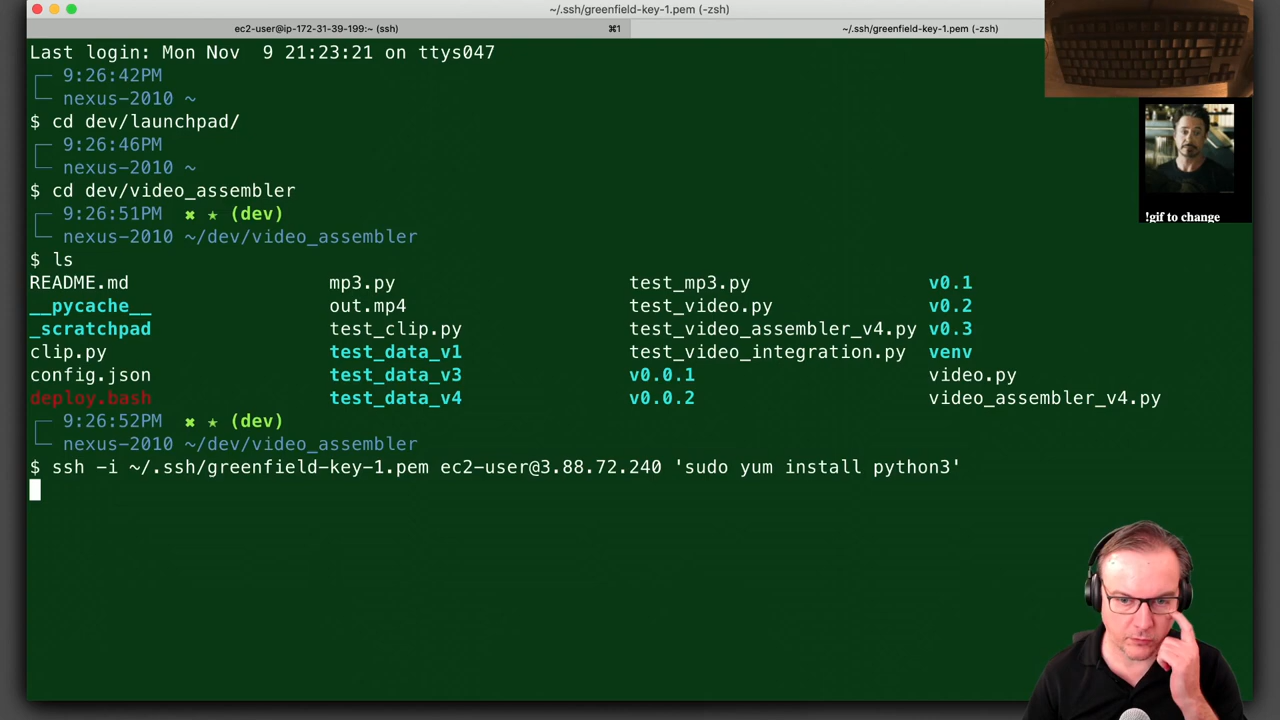 ~/.ssh/greenfield-key-1.pem (-zsh)
ec2-user@ip-172-31-39-199:~ (ssh) ⌘1 ~/.ssh/greenfield-key-1.pem (-zsh)
Last login: Mon Nov  9 21:23:21 on ttys047
┌─ 9:26:42PM
└─ nexus-2010 ~
$ cd dev/launchpad/
┌─ 9:26:46PM
└─ nexus-2010 ~
$ cd dev/video_assembler
┌─ 9:26:51PM ✖ ★ (dev)
└─ nexus-2010 ~/dev/video_assembler
$ ls
README.md mp3.py test_mp3.py v0.1
__pycache__ out.mp4 test_video.py v0.2
_scratchpad test_clip.py test_video_assembler_v4.py v0.3
clip.py test_data_v1 test_video_integration.py venv
config.json test_data_v3 v0.0.1 video.py
deploy.bash test_data_v4 v0.0.2 video_assembler_v4.py
┌─ 9:26:52PM ✖ ★ (dev)
└─ nexus-2010 ~/dev/video_assembler
$ ssh -i ~/.ssh/greenfield-key-1.pem ec2-user@3.88.72.240 'sudo yum install python3'
!gif to change